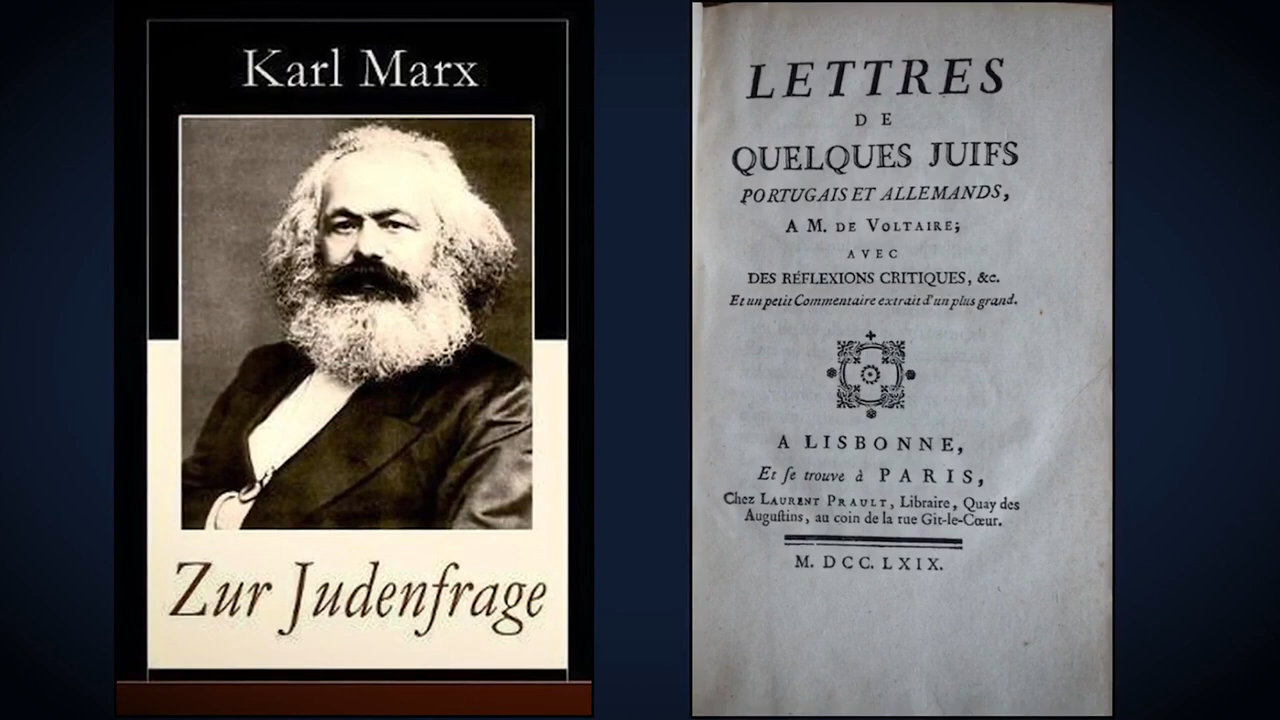 Karl Marx
Zur Judenfrage
LETTRES
DE
QUELQUES JUIFS
PORTUGAIS ET ALLEMANDS,
A M. DE VOLTAIRE;
AVEC
DES RÉFLEXIONS CRITIQUES, &c.
Et un petit Commentaire extrait d'un plus grand.
A LISBONNE,
Et ſe trouve à PARIS,
Chez LAURENT PRAULT, Libraire, Quay des
Auguſtins, au coin de la rue Gît-le-Cœur.
M. DCC. LXIX.